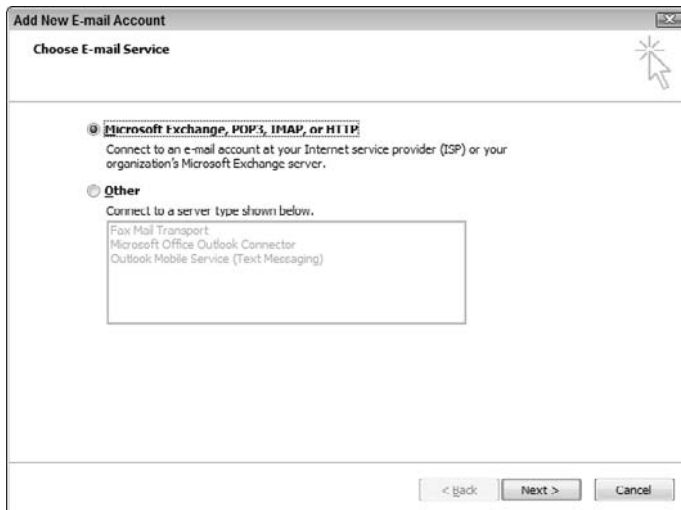 Add New E-mail Account
Choose E-mail Service
Microsoft Exchange, POP3, IMAP, or HTTP
Connect to an e-mail account at your Internet service provider (ISP) or your
organization's Microsoft Exchange server.
Other
Connect to a server type shown below.
Fax Mail Transport
Microsoft Office Outlook Connector
Outlook Mobile Service (Text Messaging)
< Back
Next >
Cancel